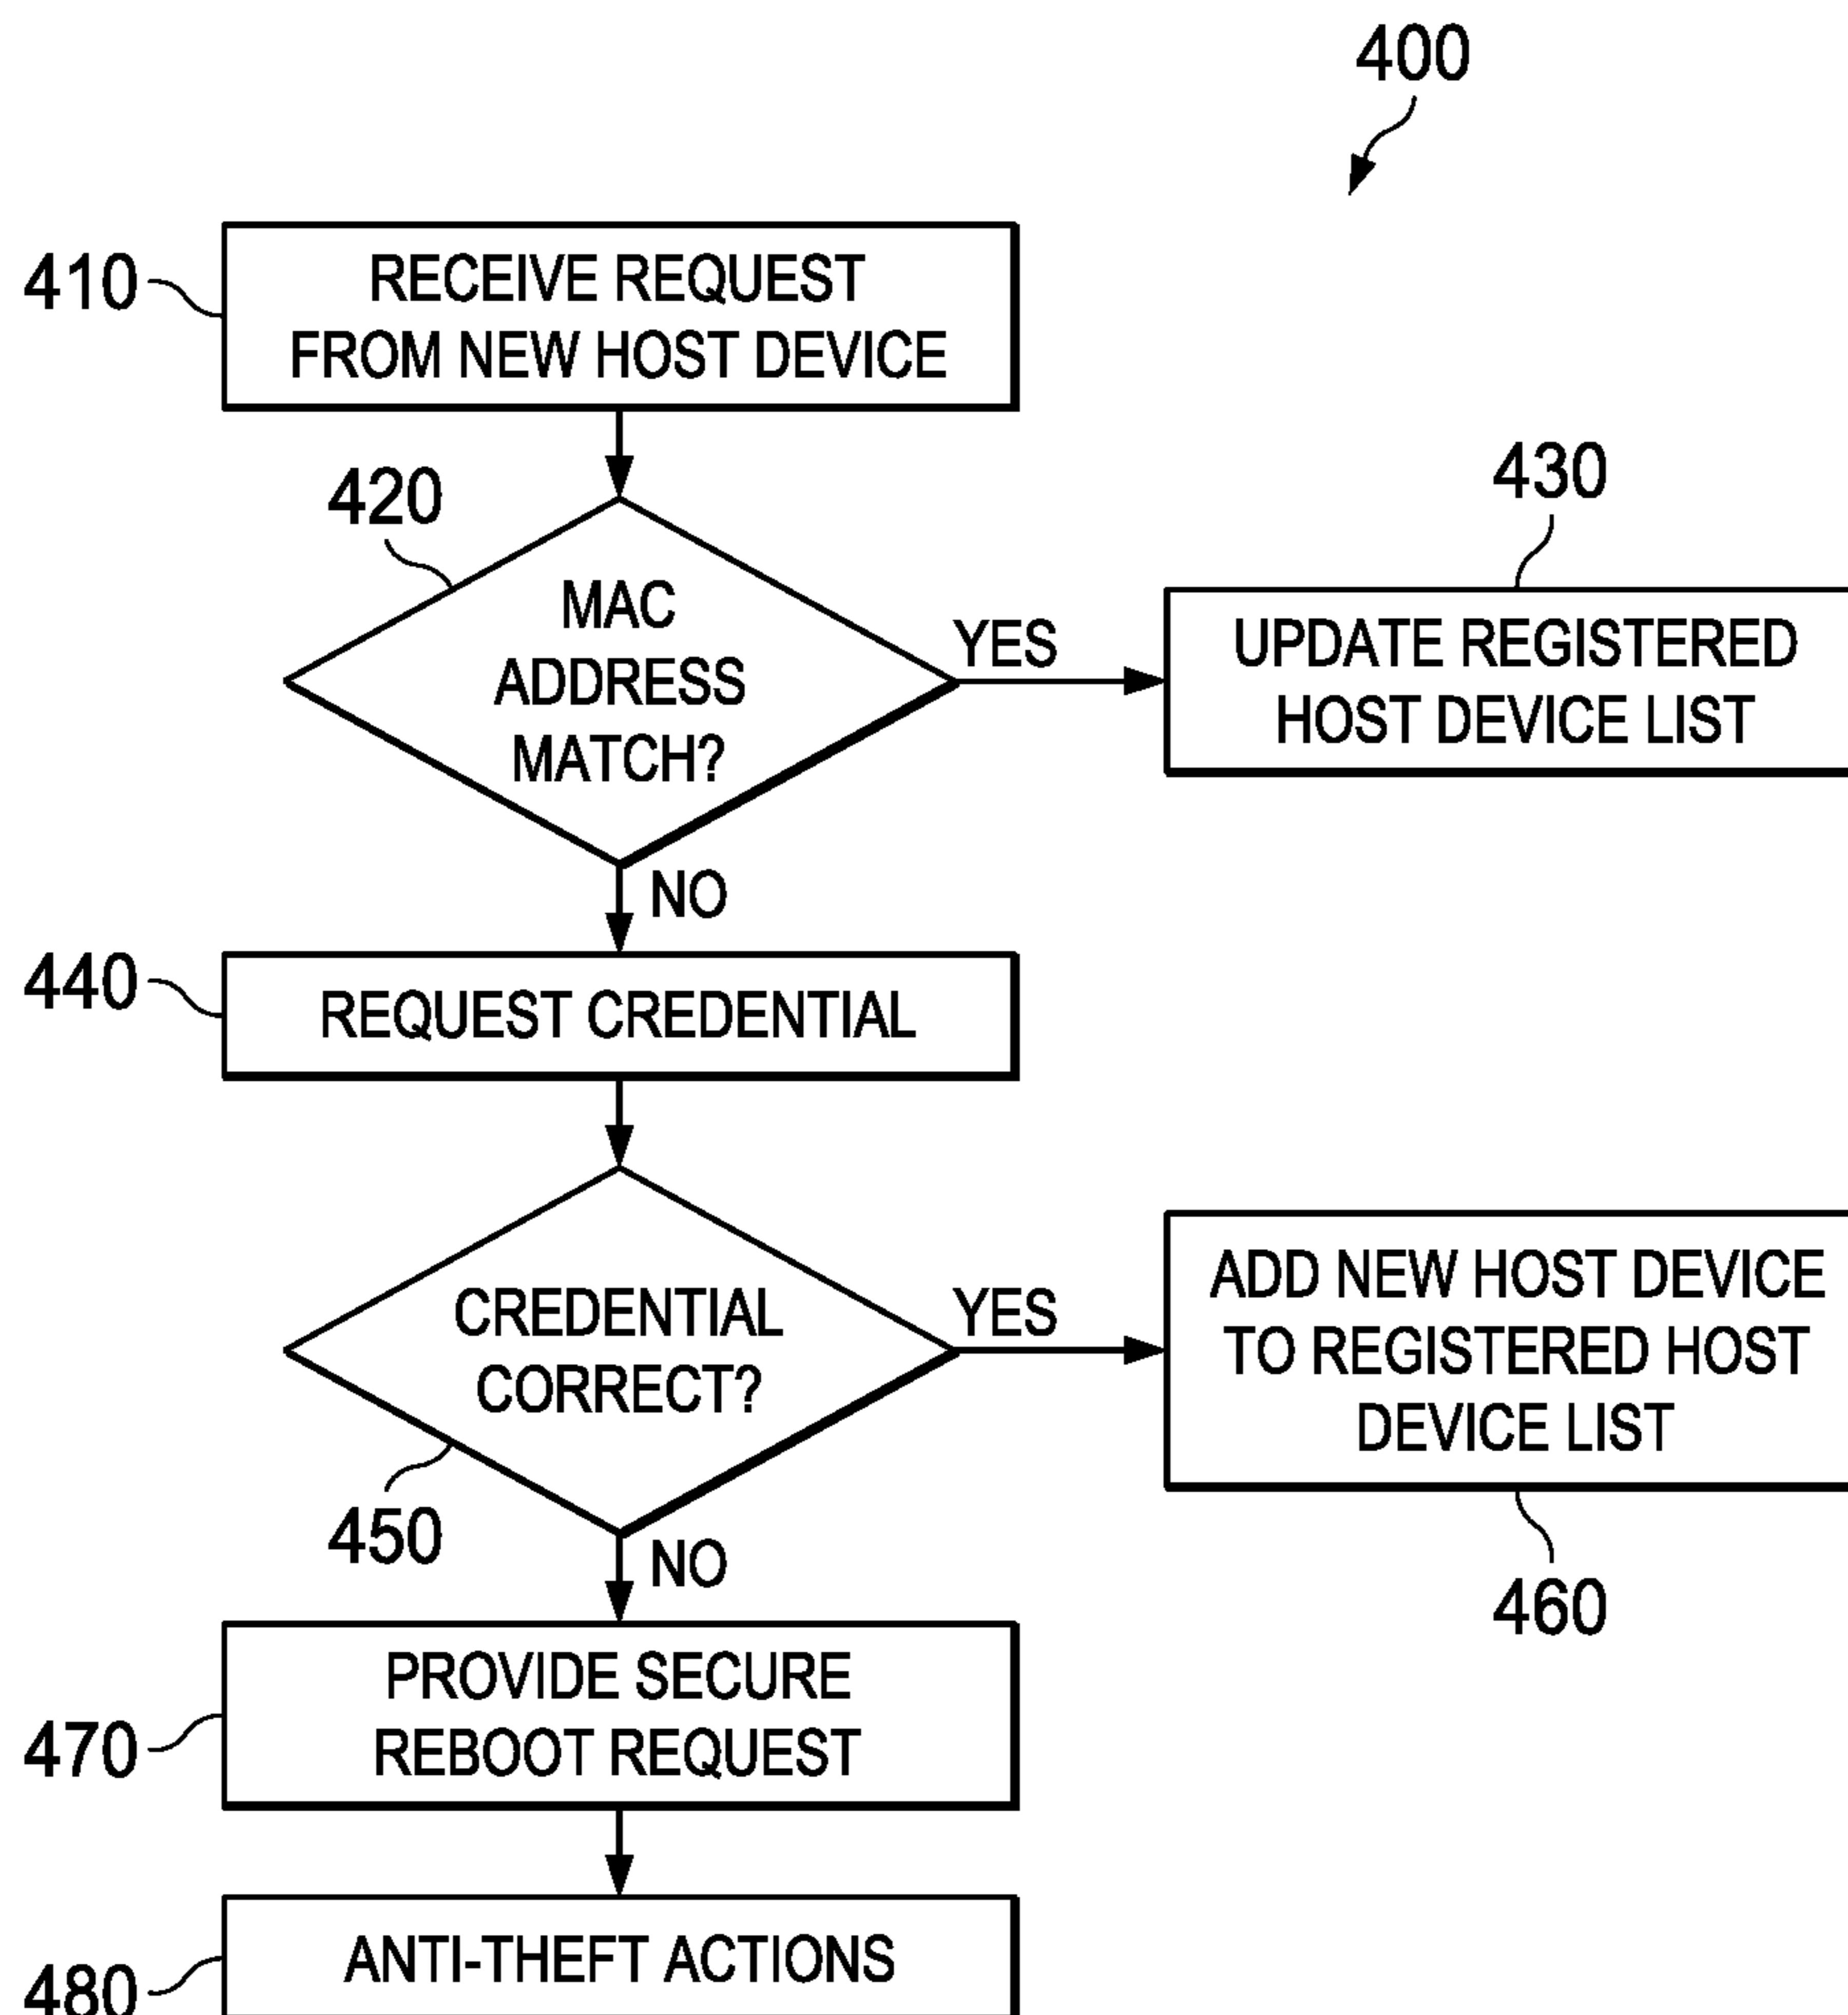 400
410
RECEIVE REQUEST
FROM NEW HOST DEVICE
420
MAC
ADDRESS
MATCH?
YES
430
UPDATE REGISTERED
HOST DEVICE LIST
NO
440
REQUEST CREDENTIAL
CREDENTIAL
CORRECT?
450
YES
ADD NEW HOST DEVICE
TO REGISTERED HOST
DEVICE LIST
460
NO
PROVIDE SECURE
REBOOT REQUEST
470
ANTI-THEFT ACTIONS
480